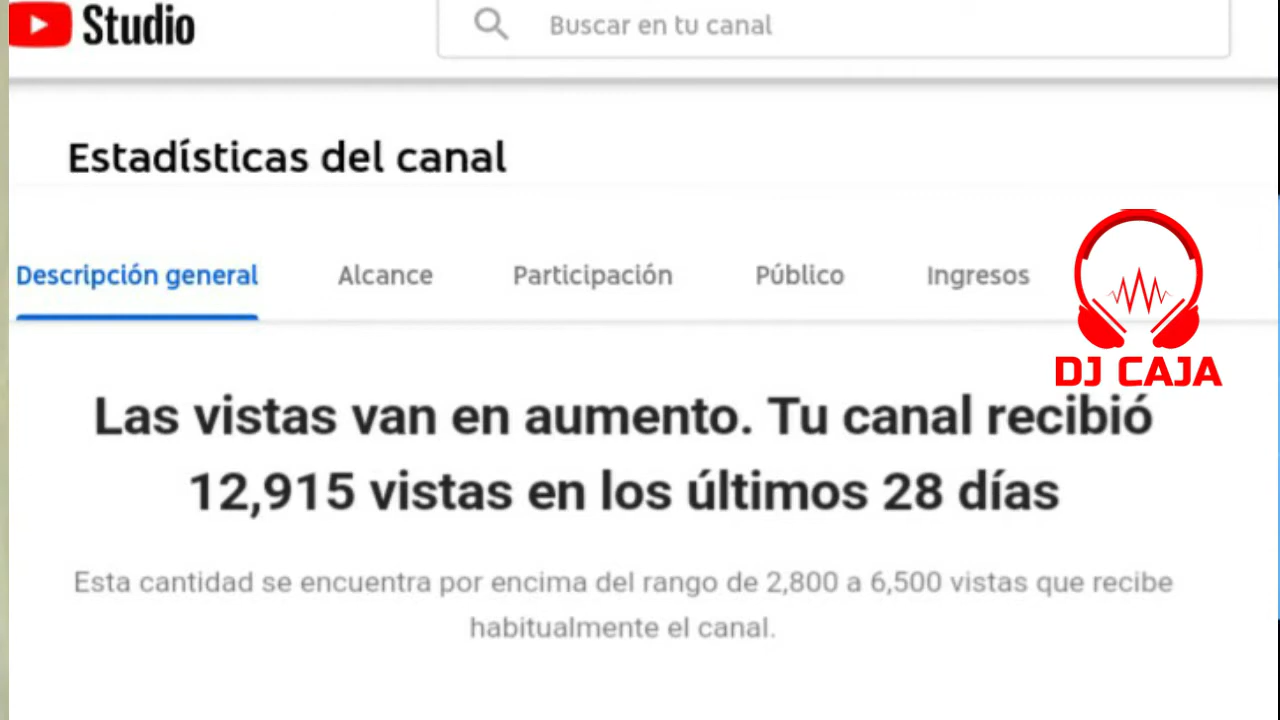 Studio
Buscar en tu canal
Estadísticas del canal
Descripción general
Alcance
Participación
Público
Ingresos
DJ CAJA
Las vistas van en aumento. Tu canal recibió
12,915 vistas en los últimos 28 días
Esta cantidad se encuentra por encima del rango de 2,800 a 6,500 vistas que recibe
habitualmente el canal.